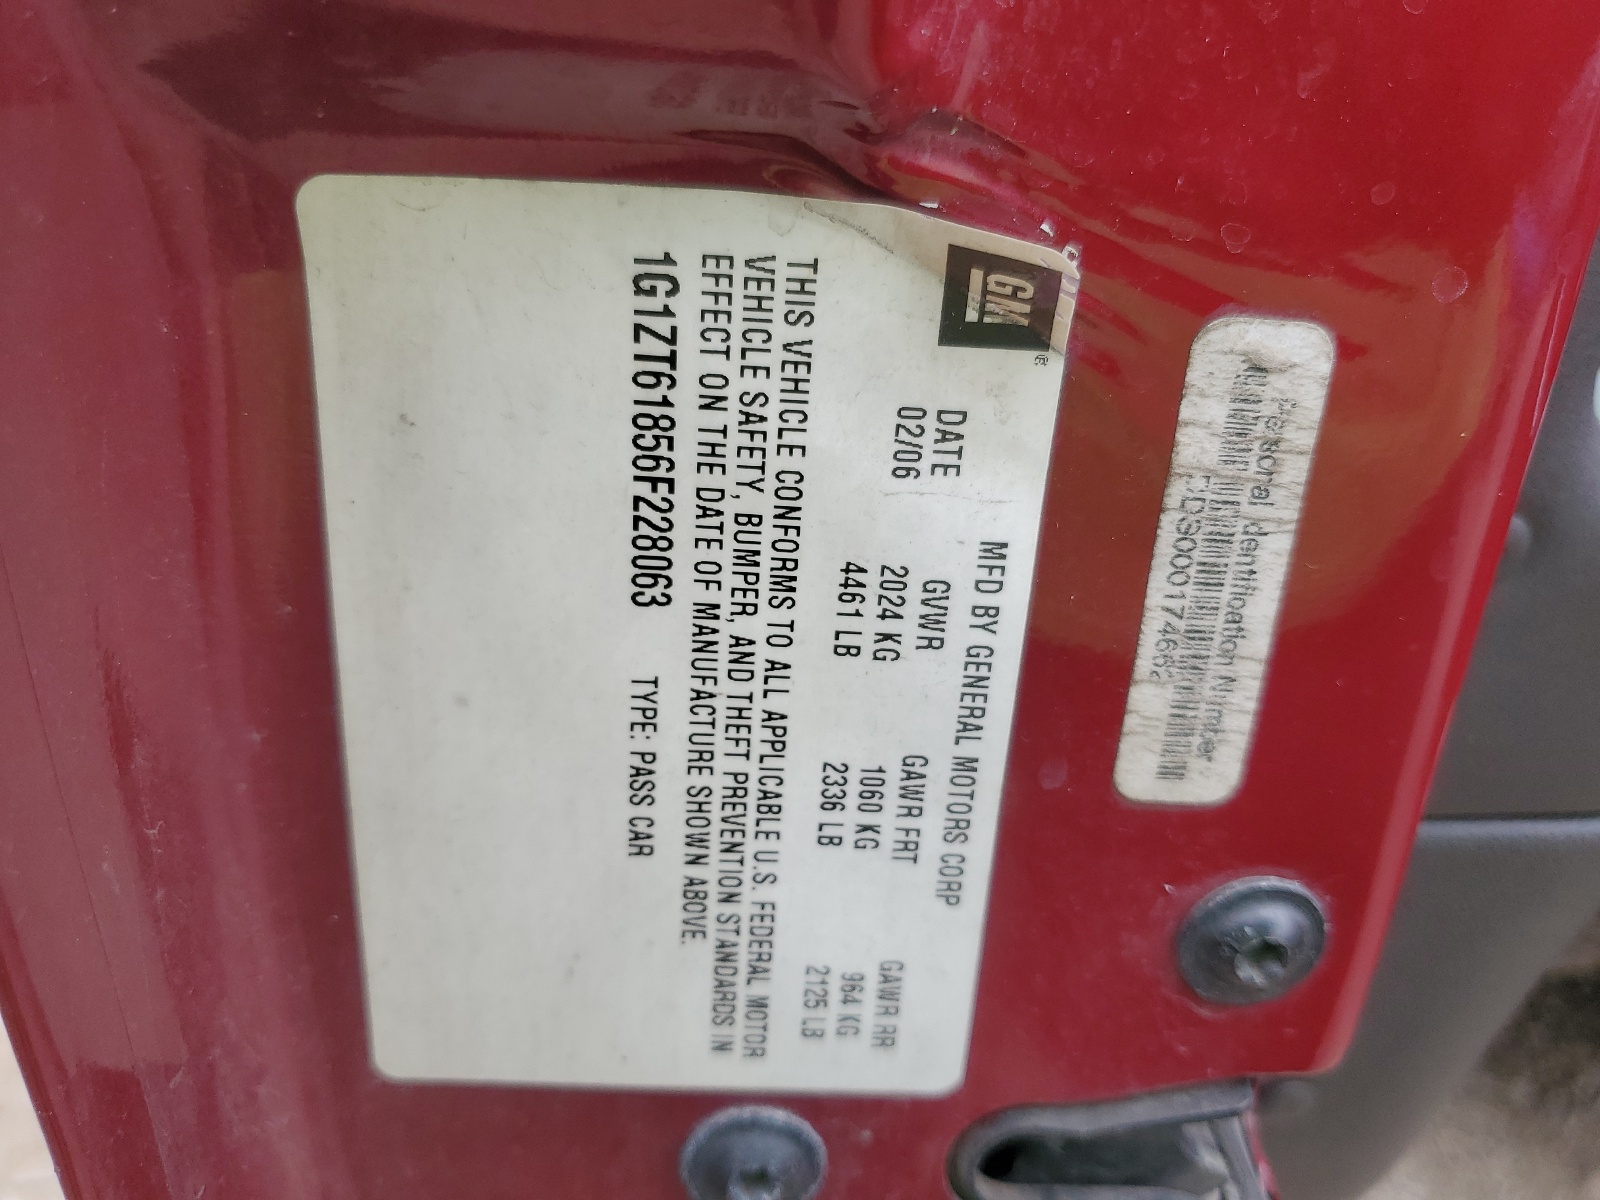 Personal Identification Number
GM ®
MFD BY GENERAL MOTORS CORP
DATE GVWR GAWR FRT GAWR RR
02/06 2024 KG 1060 KG 964 KG
4461 LB 2336 LB 2125 LB
THIS VEHICLE CONFORMS TO ALL APPLICABLE U.S. FEDERAL MOTOR
VEHICLE SAFETY, BUMPER, AND THEFT PREVENTION STANDARDS IN
EFFECT ON THE DATE OF MANUFACTURE SHOWN ABOVE.
1G1ZT61856F228063 TYPE: PASS CAR